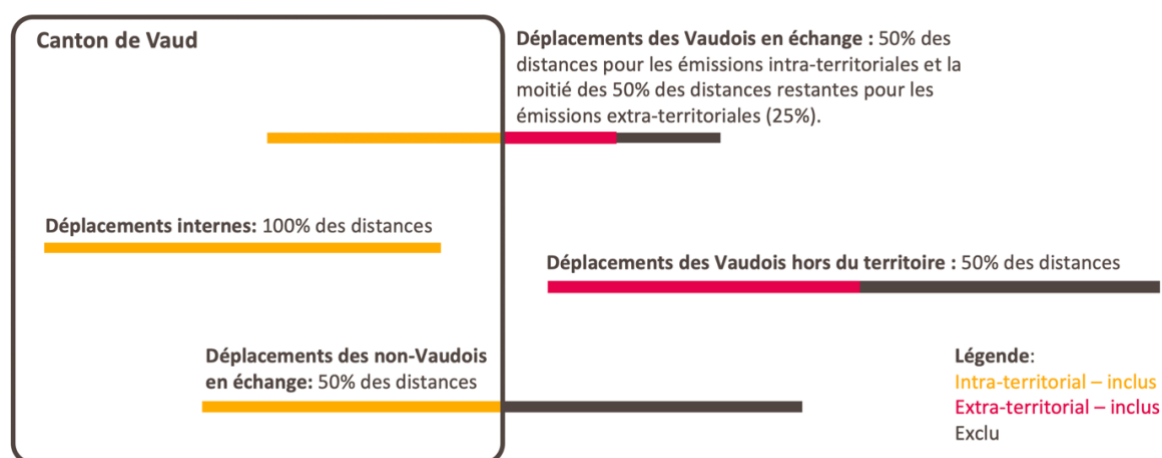 Canton de Vaud
Déplacements des Vaudois en échange : 50% des
distances pour les émissions intra-territoriales et la
moitié des 50% des distances restantes pour les
émissions extra-territoriales (25%).
Déplacements internes: 100% des distances
Déplacements des Vaudois hors du territoire : 50% des distances
Déplacements des non-Vaudois
en échange: 50% des distances
Légende:
Intra-territorial – inclus
Extra-territorial – inclus
Exclu